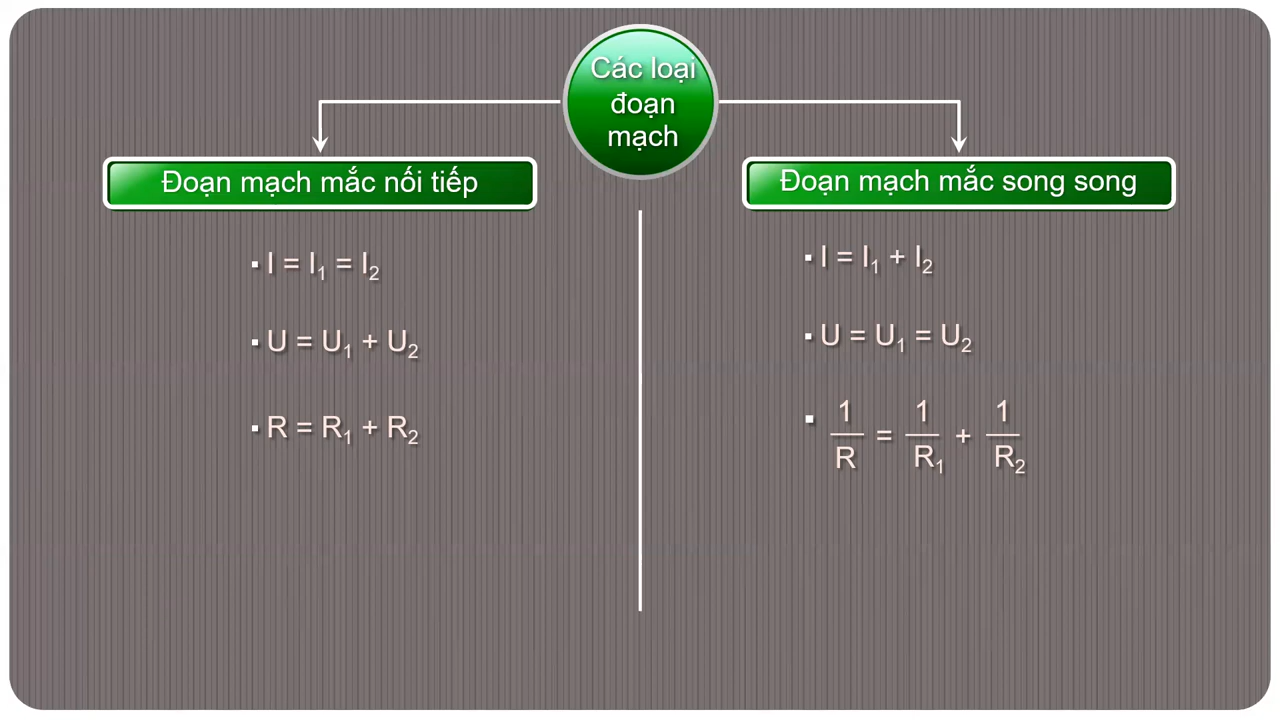 Các loại
đoạn
mạch
Đoạn mạch mắc nối tiếp
▪ I = I₁ = I₂
▪ U = U₁ + U₂
▪ R = R₁ + R₂
Đoạn mạch mắc song song
▪ I = I₁ + I₂
▪ U = U₁ = U₂
▪ 1/R = 1/R₁ + 1/R₂